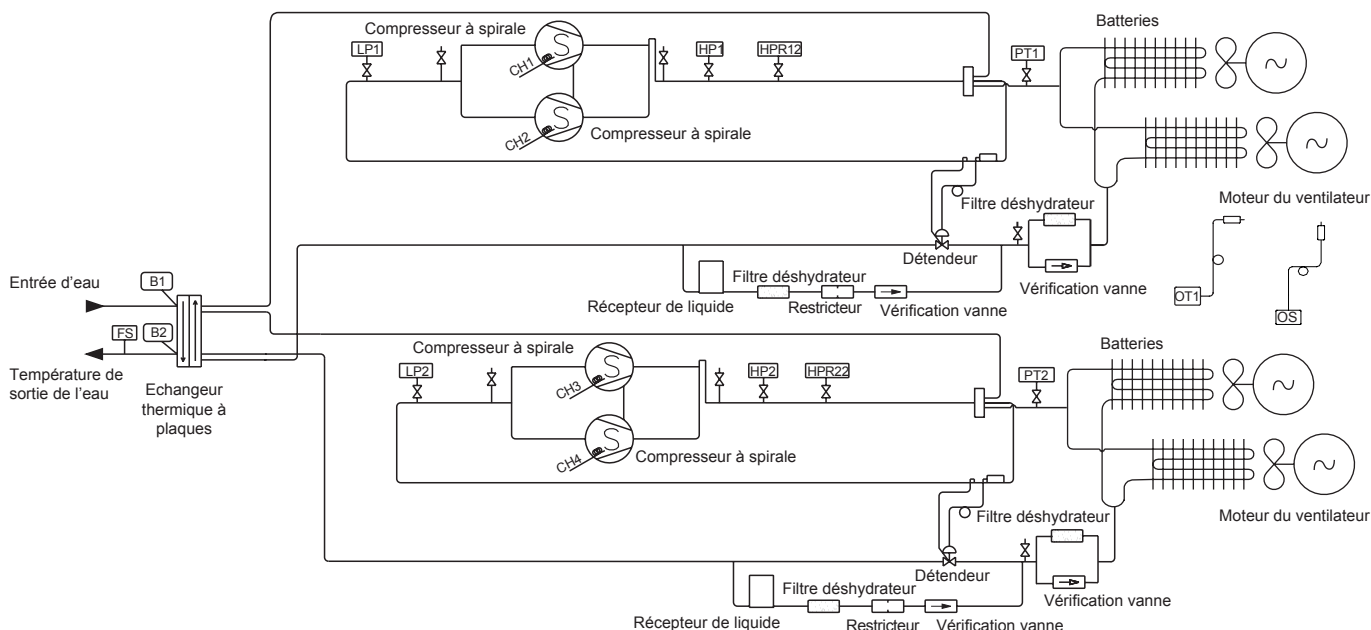 Compresseur à spirale
Batteries
LP1
CH1
HP1
HPR12
PT1
CH2
Compresseur à spirale
Filtre déshydrateur
Moteur du ventilateur
Détendeur
Entrée d'eau
B1
Filtre déshydrateur
Récepteur de liquide
Restricteur
Vérification vanne
Vérification vanne
OT1
OS
FS
B2
Température de
sortie de l'eau
Echangeur
thermique à
plaques
Compresseur à spirale
Batteries
LP2
CH3
HP2
HPR22
PT2
CH4
Compresseur à spirale
Filtre déshydrateur
Moteur du ventilateur
Détendeur
Filtre déshydrateur
Vérification vanne
Récepteur de liquide
Restricteur
Vérification vanne